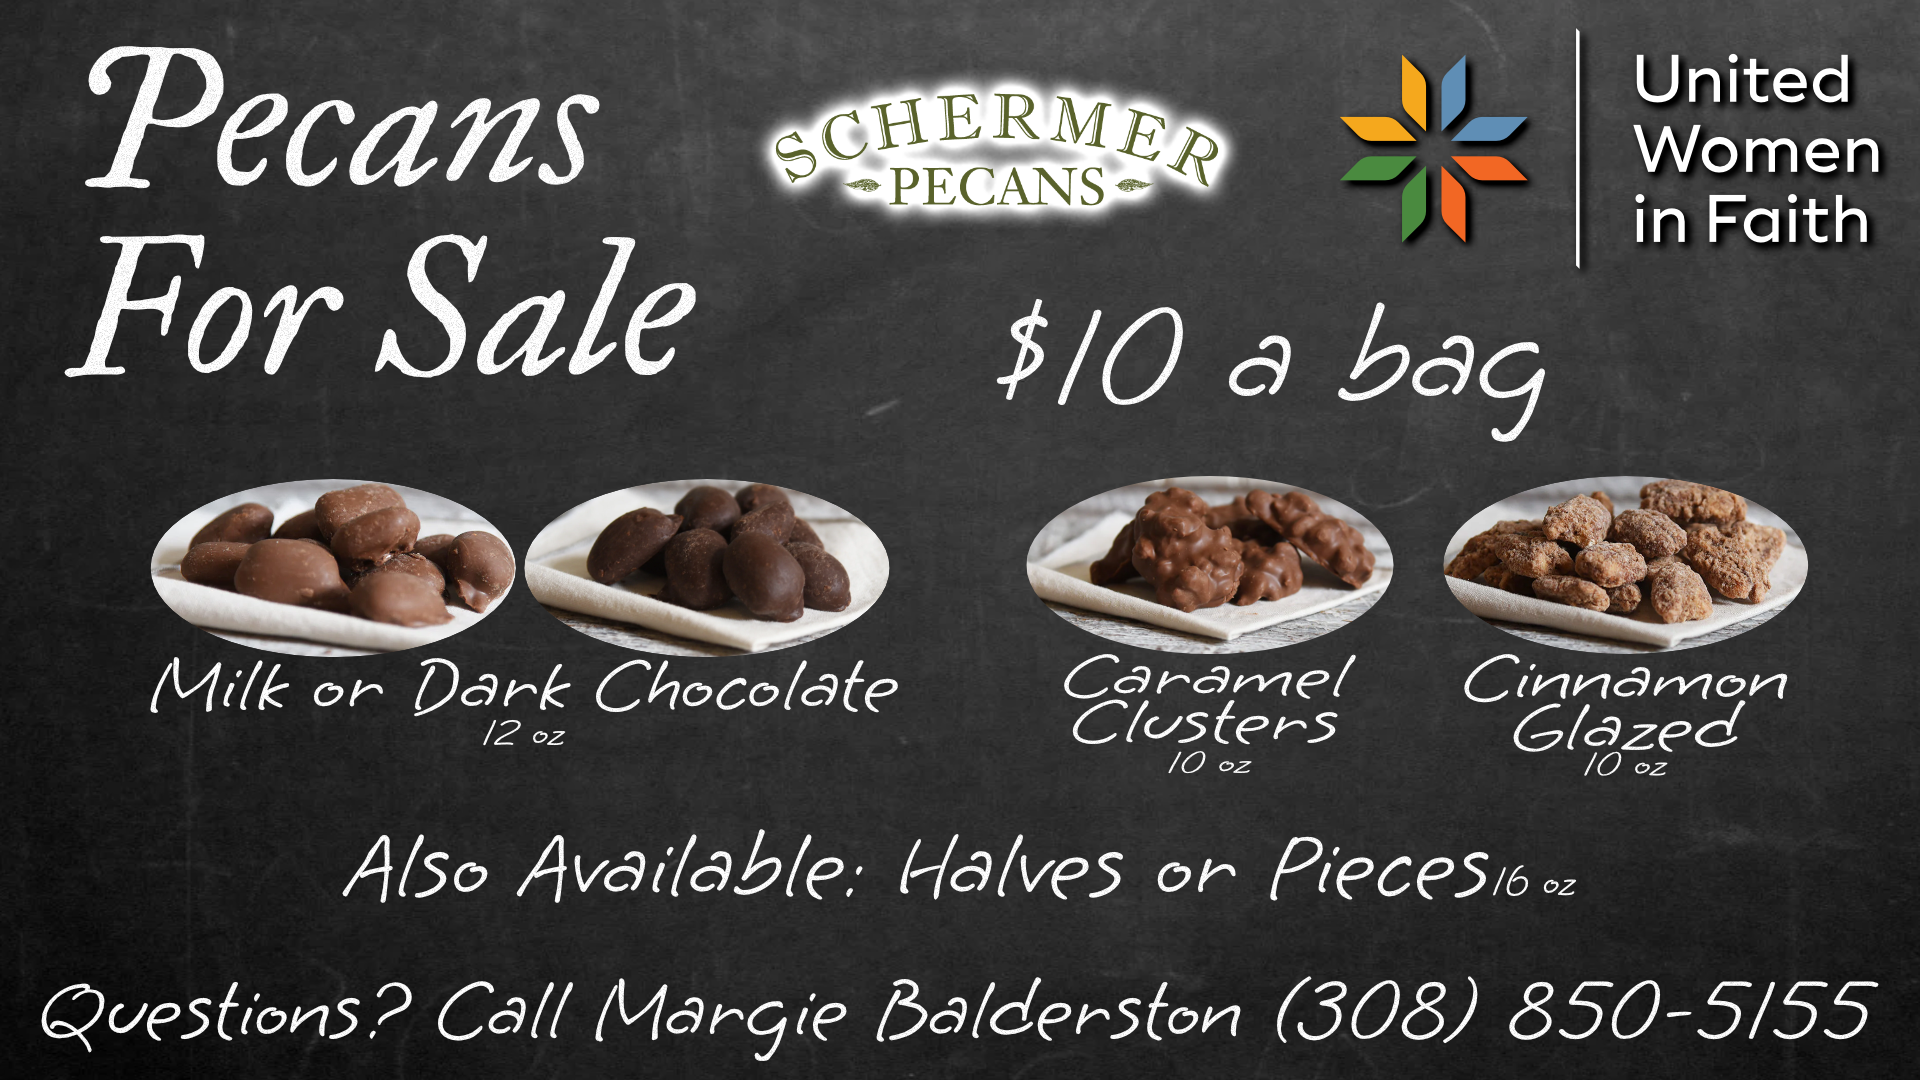 Pecans
For Sale
SCHERMER
PECANS
United
Women
in Faith
$10 a bag
Milk or Dark Chocolate
12 oz
Caramel
Clusters
10 oz
Cinnamon
Glazed
10 oz
Also Available: Halves or Pieces 16 oz
Questions? Call Margie Balderston (308) 850-5155